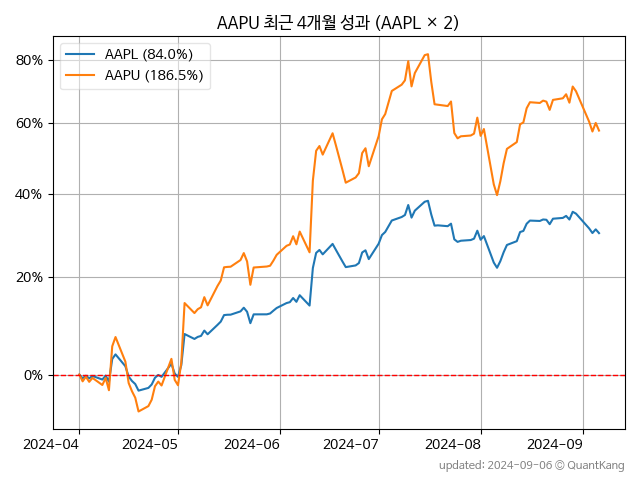 AAPU 최근 4개월 성과 (AAPL × 2)
AAPL (84.0%)
AAPU (186.5%)
80%
60%
40%
20%
0%
2024-04 2024-05 2024-06 2024-07 2024-08 2024-09
updated: 2024-09-06 © QuantKang